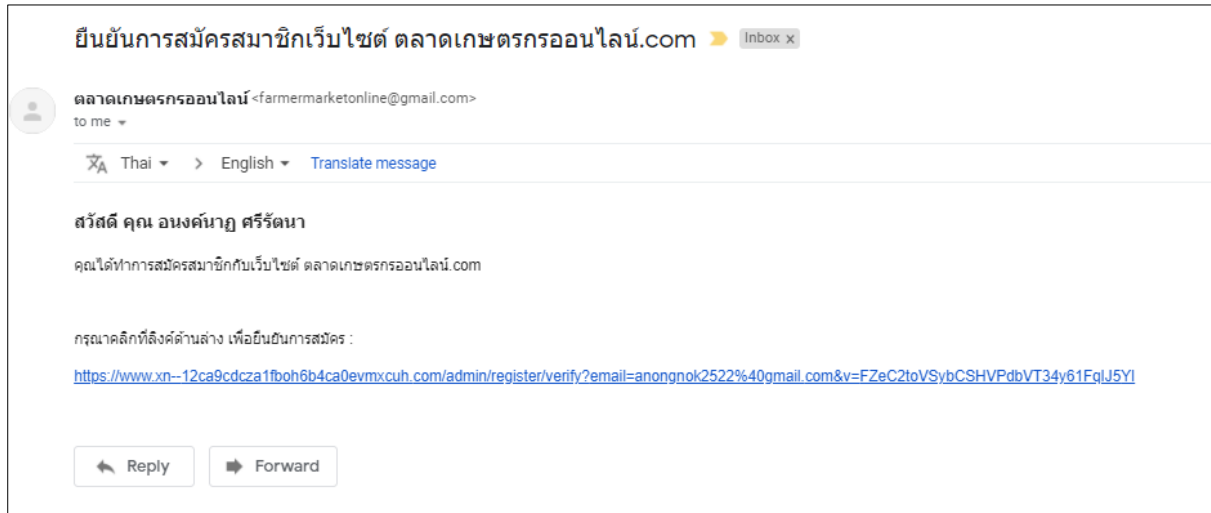 ยืนยันการสมัครสมาชิกเว็บไซต์ ตลาดเกษตรกรออนไลน์.com Inbox x
ตลาดเกษตรกรออนไลน์ <farmermarketonline@gmail.com>
to me
Thai > English Translate message
สวัสดี คุณ อนงค์นาฏ ศรีรัตนา
คุณได้ทำการสมัครสมาชิกกับเว็บไซต์ ตลาดเกษตรกรออนไลน์.com
กรุณาคลิกที่ลิงค์ด้านล่าง เพื่อยืนยันการสมัคร :
https://www.xn--12ca9cdcza1fboh6b4ca0evmxcuh.com/admin/register/verify?email=anongnok2522%40gmail.com&v=FZeC2toVSybCSHVPdbVT34y61FqlJ5YI
Reply Forward